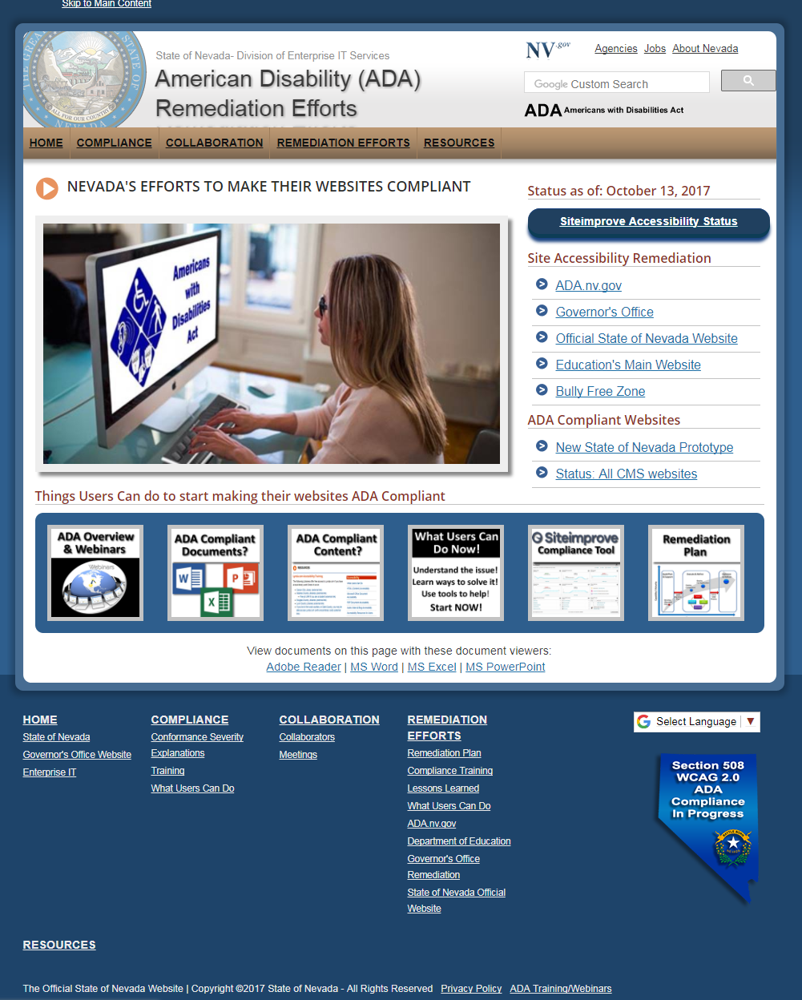 Skip to Main Content
State of Nevada- Division of Enterprise IT Services
American Disability (ADA)
Remediation Efforts
NV.gov
Agencies Jobs About Nevada
Google Custom Search
ADA Americans with Disabilities Act
THE GREAT STATE OF NEVADA
ALL FOR OUR COUNTRY
HOME COMPLIANCE COLLABORATION REMEDIATION EFFORTS RESOURCES
NEVADA'S EFFORTS TO MAKE THEIR WEBSITES COMPLIANT
Americans
with
Disabilities
Act
Status as of: October 13, 2017
Siteimprove Accessibility Status
Site Accessibility Remediation
ADA.nv.gov
Governor's Office
Official State of Nevada Website
Education's Main Website
Bully Free Zone
ADA Compliant Websites
New State of Nevada Prototype
Status: All CMS websites
Things Users Can do to start making their websites ADA Compliant
ADA Overview
& Webinars
Webinars
ADA Compliant
Documents?
W P
X
ADA Compliant
Content?
What Users Can
Do Now!
Understand the issue!
Learn ways to solve it!
Use tools to help!
Start NOW!
Siteimprove
Compliance Tool
Remediation
Plan
View documents on this page with these document viewers:
Adobe Reader | MS Word | MS Excel | MS PowerPoint
HOME
State of Nevada
Governor's Office Website
Enterprise IT
COMPLIANCE
Conformance Severity
Explanations
Training
What Users Can Do
COLLABORATION
Collaborators
Meetings
REMEDIATION
EFFORTS
Remediation Plan
Compliance Training
Lessons Learned
What Users Can Do
ADA.nv.gov
Department of Education
Governor's Office
Remediation
State of Nevada Official
Website
G Select Language ▼
Section 508
WCAG 2.0
ADA
Compliance
In Progress
RESOURCES
The Official State of Nevada Website | Copyright ©2017 State of Nevada - All Rights Reserved Privacy Policy ADA Training/Webinars